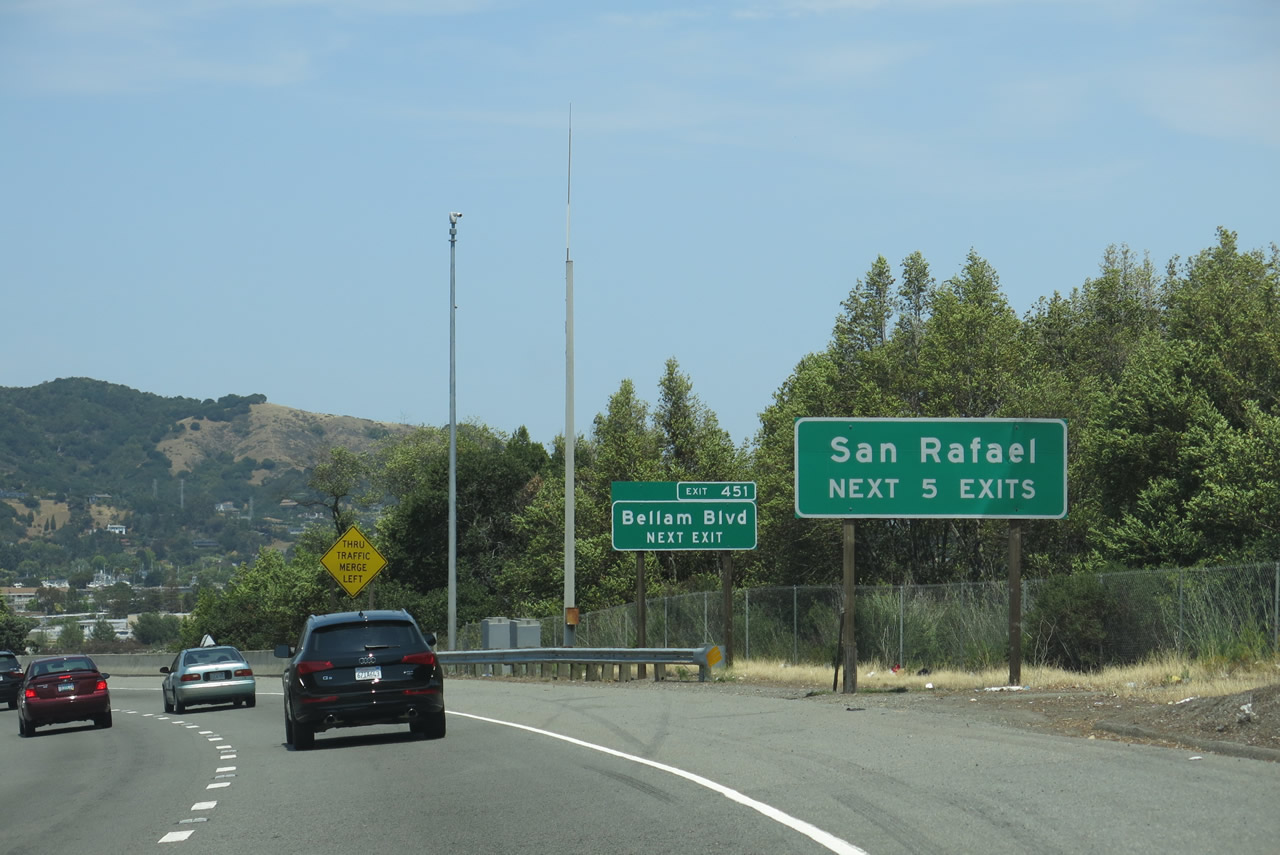 THRU
TRAFFIC
MERGE
LEFT
EXIT 451
Bellam Blvd
NEXT EXIT
San Rafael
NEXT 5 EXITS